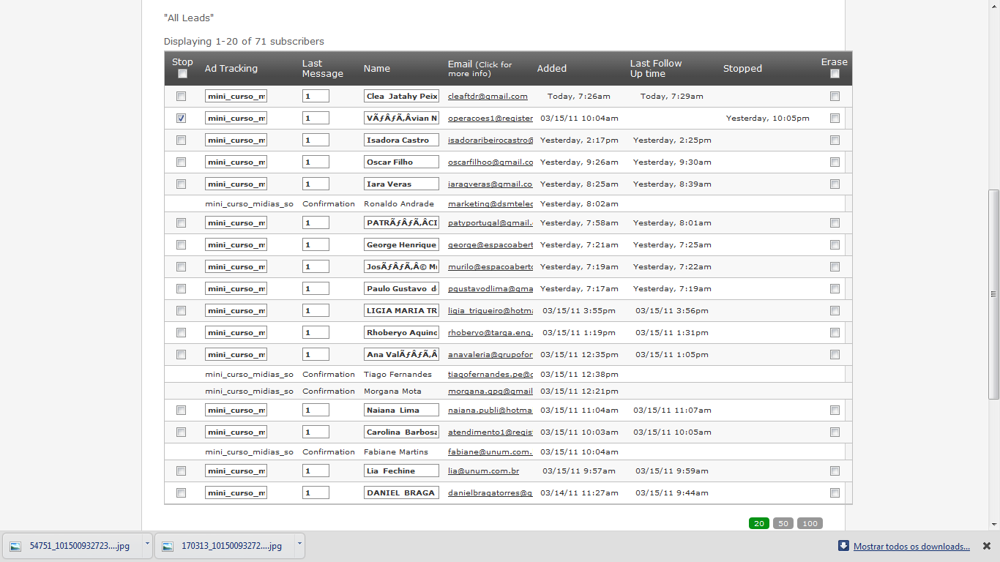 "All Leads"
Displaying 1-20 of 71 subscribers
Stop Ad Tracking Last Message Name Email (Click for more info) Added Last Follow Up time Stopped Erase
mini_curso_m 1 Clea Jatahy Peix cleaftdr@gmail.com Today, 7:26am Today, 7:29am
mini_curso_m 1 VÃƒÂƒÃ‚Âvian N operacoes1@register 03/15/11 10:04am Yesterday, 10:05pm
mini_curso_m 1 Isadora Castro isadoraribeirocastro@ Yesterday, 2:17pm Yesterday, 2:25pm
mini_curso_m 1 Oscar Filho oscarfilhoo@gmail.co Yesterday, 9:26am Yesterday, 9:30am
mini_curso_m 1 Iara Veras iaragveras@gmail.co Yesterday, 8:25am Yesterday, 8:39am
mini_curso_midias_so Confirmation Ronaldo Andrade marketing@dsmtelec Yesterday, 8:02am
mini_curso_m 1 PATRÃƒÂƒÃ‚ÂCI patyportugal@gmail. Yesterday, 7:58am Yesterday, 8:01am
mini_curso_m 1 George Henrique george@espacoabert Yesterday, 7:21am Yesterday, 7:25am
mini_curso_m 1 JosÃƒÂƒÃ‚Â© Mu murilo@espacoaberto Yesterday, 7:19am Yesterday, 7:22am
mini_curso_m 1 Paulo Gustavo de pgustavodlima@gma Yesterday, 7:17am Yesterday, 7:19am
mini_curso_m 1 LIGIA MARIA TR ligia_trigueiro@hotma 03/15/11 3:55pm 03/15/11 3:56pm
mini_curso_m 1 Rhoberyo Aquino rhoberyo@targa.eng. 03/15/11 1:19pm 03/15/11 1:31pm
mini_curso_m 1 Ana ValÃƒÂƒÃ‚Â anavaleria@grupofor 03/15/11 12:35pm 03/15/11 1:05pm
mini_curso_midias_so Confirmation Tiago Fernandes tiagofernandes.pe@g 03/15/11 12:38pm
mini_curso_midias_so Confirmation Morgana Mota morgana.gpg@gmail 03/15/11 12:21pm
mini_curso_m 1 Naiana Lima naiana.publi@hotma 03/15/11 11:04am 03/15/11 11:07am
mini_curso_m 1 Carolina Barbosa atendimento1@regist 03/15/11 10:03am 03/15/11 10:05am
mini_curso_midias_so Confirmation Fabiane Martins fabiane@unum.com. 03/15/11 10:04am
mini_curso_m 1 Lia Fechine lia@unum.com.br 03/15/11 9:57am 03/15/11 9:59am
mini_curso_m 1 DANIEL BRAGA danielbragatorres@g 03/14/11 11:27am 03/15/11 9:44am
20 50 100
54751_101500932723....jpg 170313_10150093272....jpg Mostrar todos os downloads...